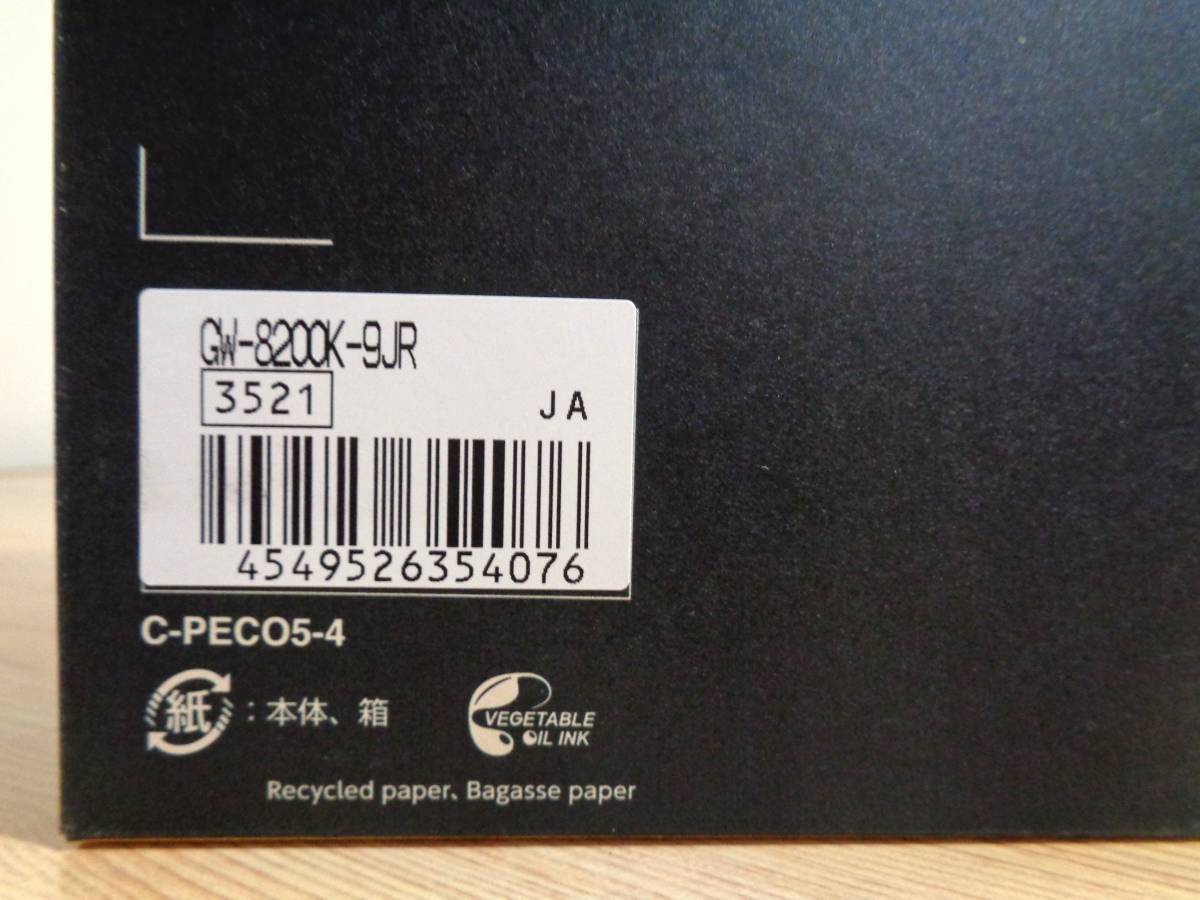 GW-8200K-9JR
3521
JA
4549526354076
C-PECO5-4
紙：本体、箱
VEGETABLE
OIL INK
Recycled paper、Bagasse paper